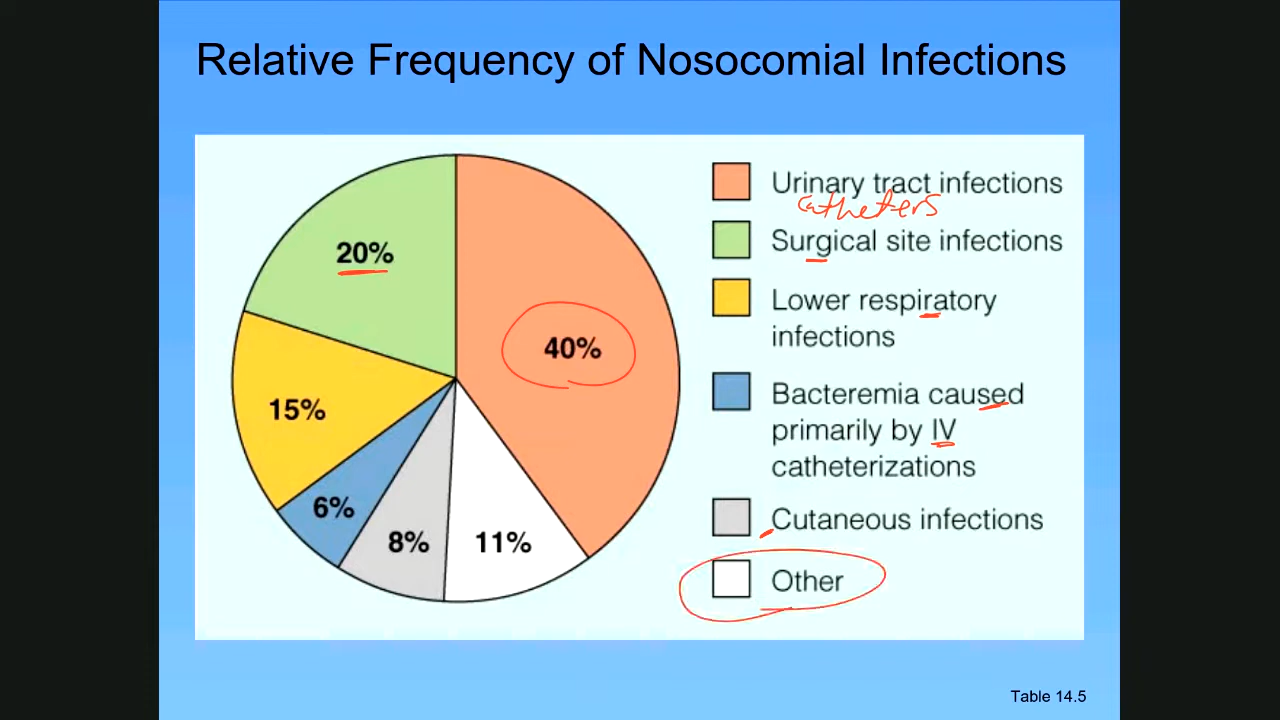 Relative Frequency of Nosocomial Infections
20%
40%
15%
6%
8%
11%
Urinary tract infections
catheters
Surgical site infections
Lower respiratory
infections
Bacteremia caused
primarily by IV
catheterizations
Cutaneous infections
Other
Table 14.5